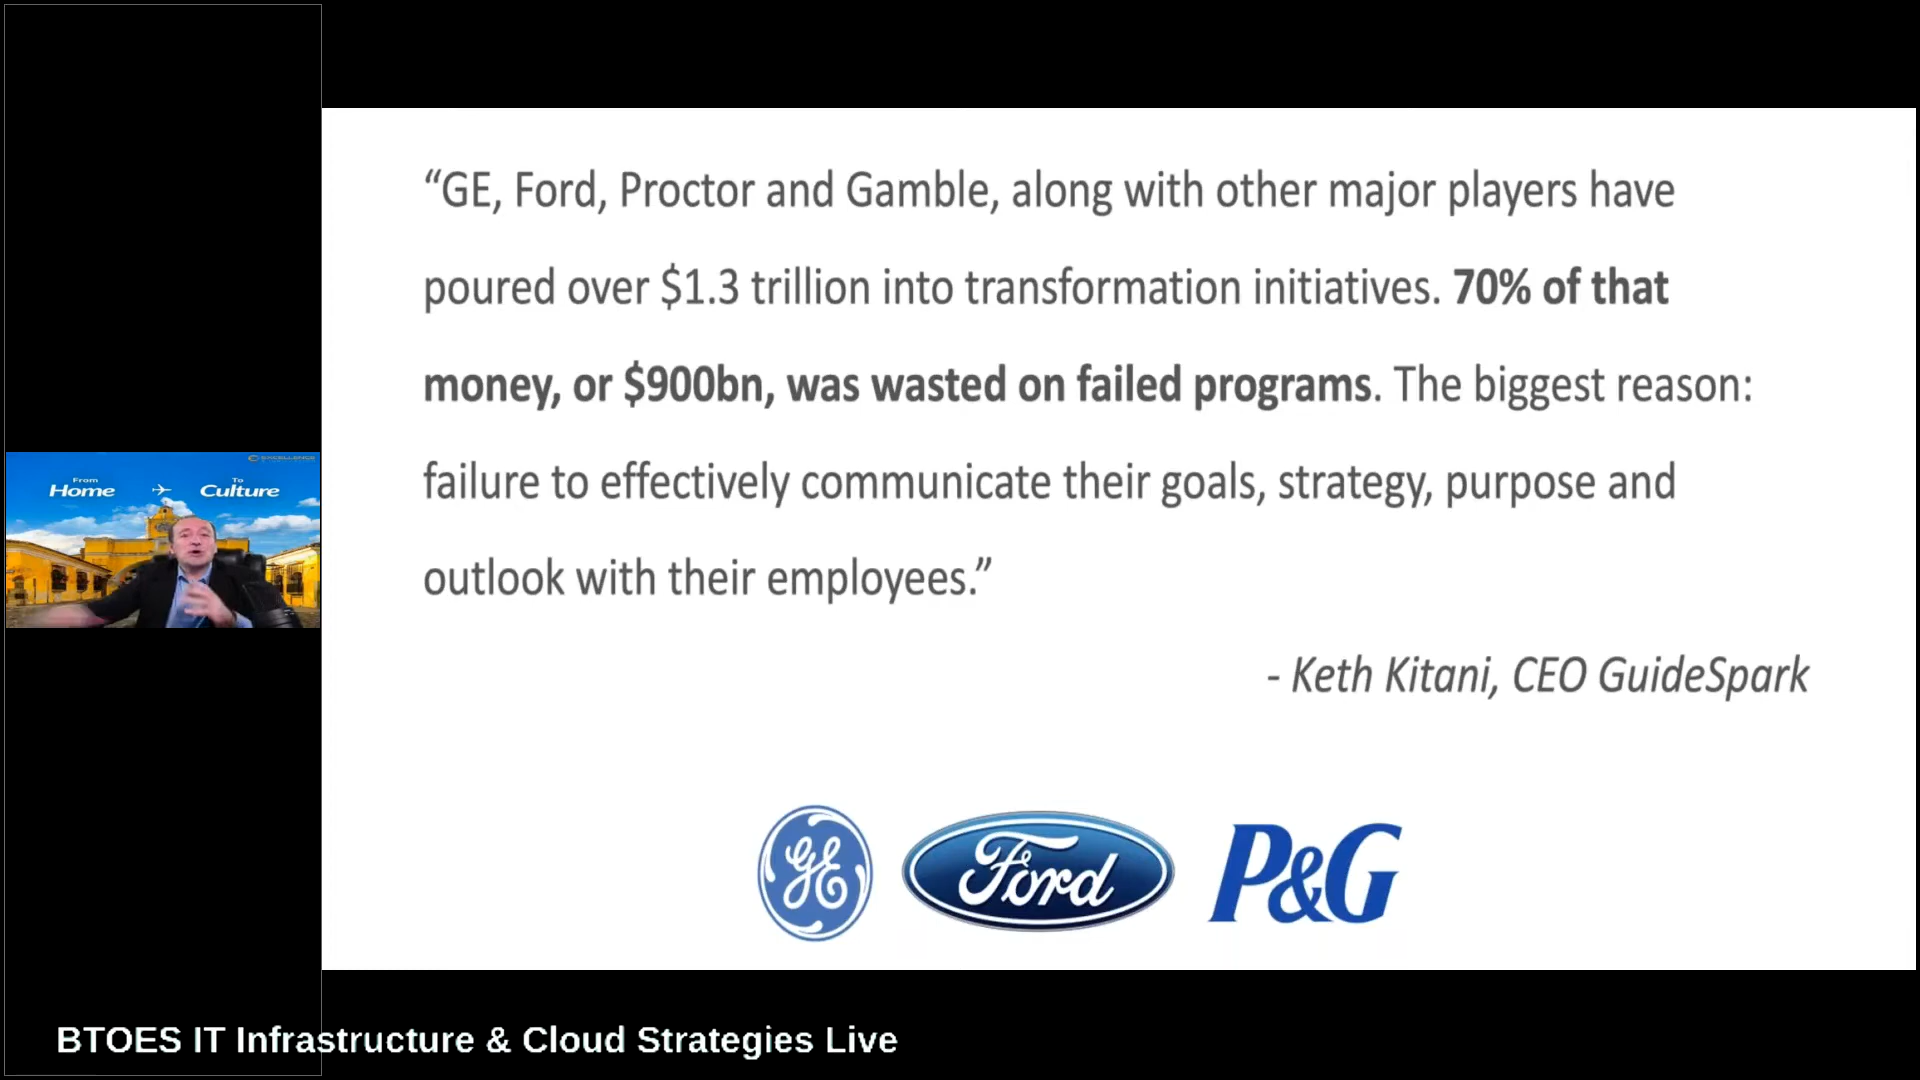 “GE, Ford, Proctor and Gamble, along with other major players have
poured over $1.3 trillion into transformation initiatives. 70% of that
money, or $900bn, was wasted on failed programs. The biggest reason:
failure to effectively communicate their goals, strategy, purpose and
outlook with their employees.”
- Keth Kitani, CEO GuideSpark
EXCELLENCE
From To
Home Culture
GE Ford P&G
BTOES IT Infrastructure & Cloud Strategies Live